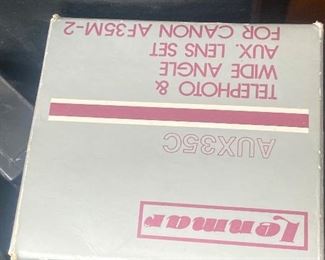 Lenmar
AUX35C
TELEPHOTO &
WIDE ANGLE
AUX. LENS SET
FOR CANON AF35M-2